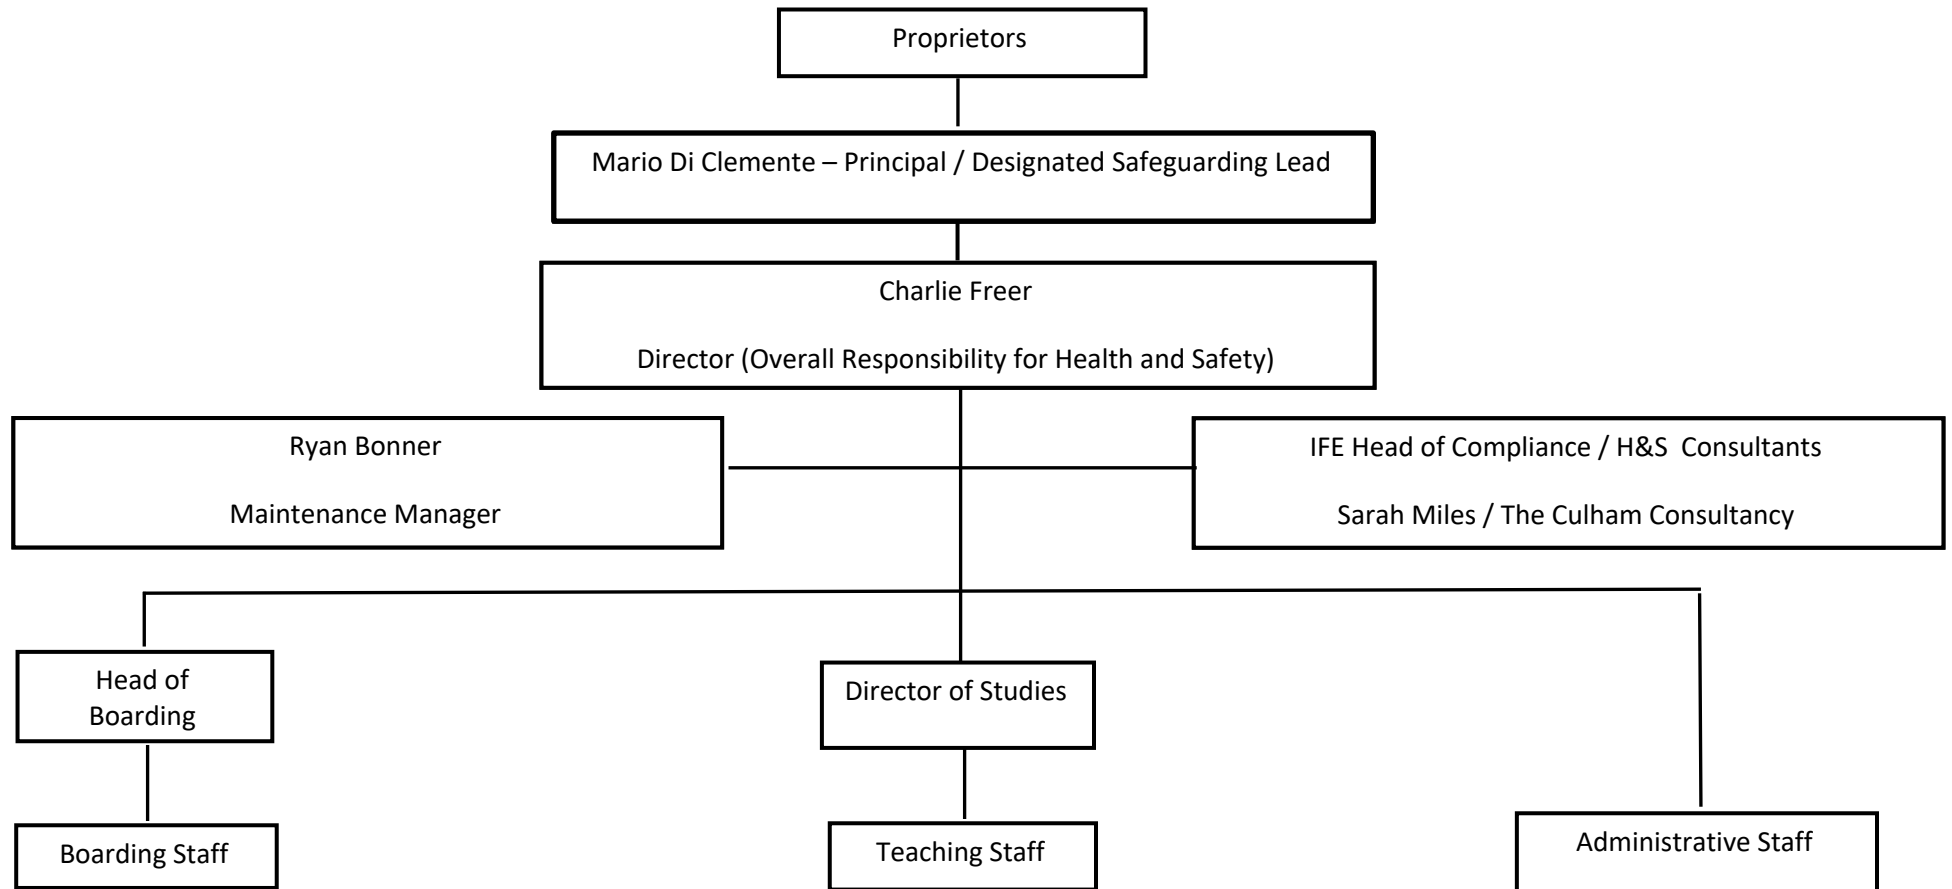 Proprietors
Mario Di Clemente – Principal / Designated Safeguarding Lead
Charlie Freer
Director (Overall Responsibility for Health and Safety)
Ryan Bonner
Maintenance Manager
IFE Head of Compliance / H&S  Consultants
Sarah Miles / The Culham Consultancy
Head of
Boarding
Director of Studies
Boarding Staff
Teaching Staff
Administrative Staff